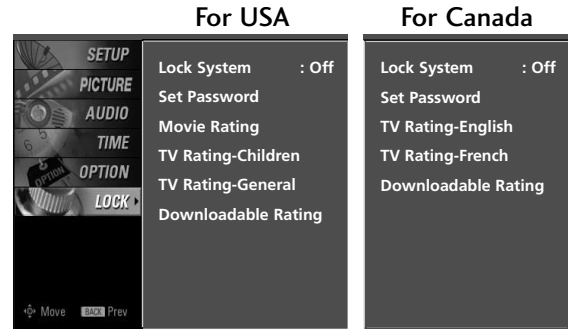 For USA
For Canada
SETUP
PICTURE
AUDIO
TIME
OPTION
LOCK
Move BACK Prev
Lock System : Off
Set Password
Movie Rating
TV Rating-Children
TV Rating-General
Downloadable Rating
Lock System : Off
Set Password
TV Rating-English
TV Rating-French
Downloadable Rating